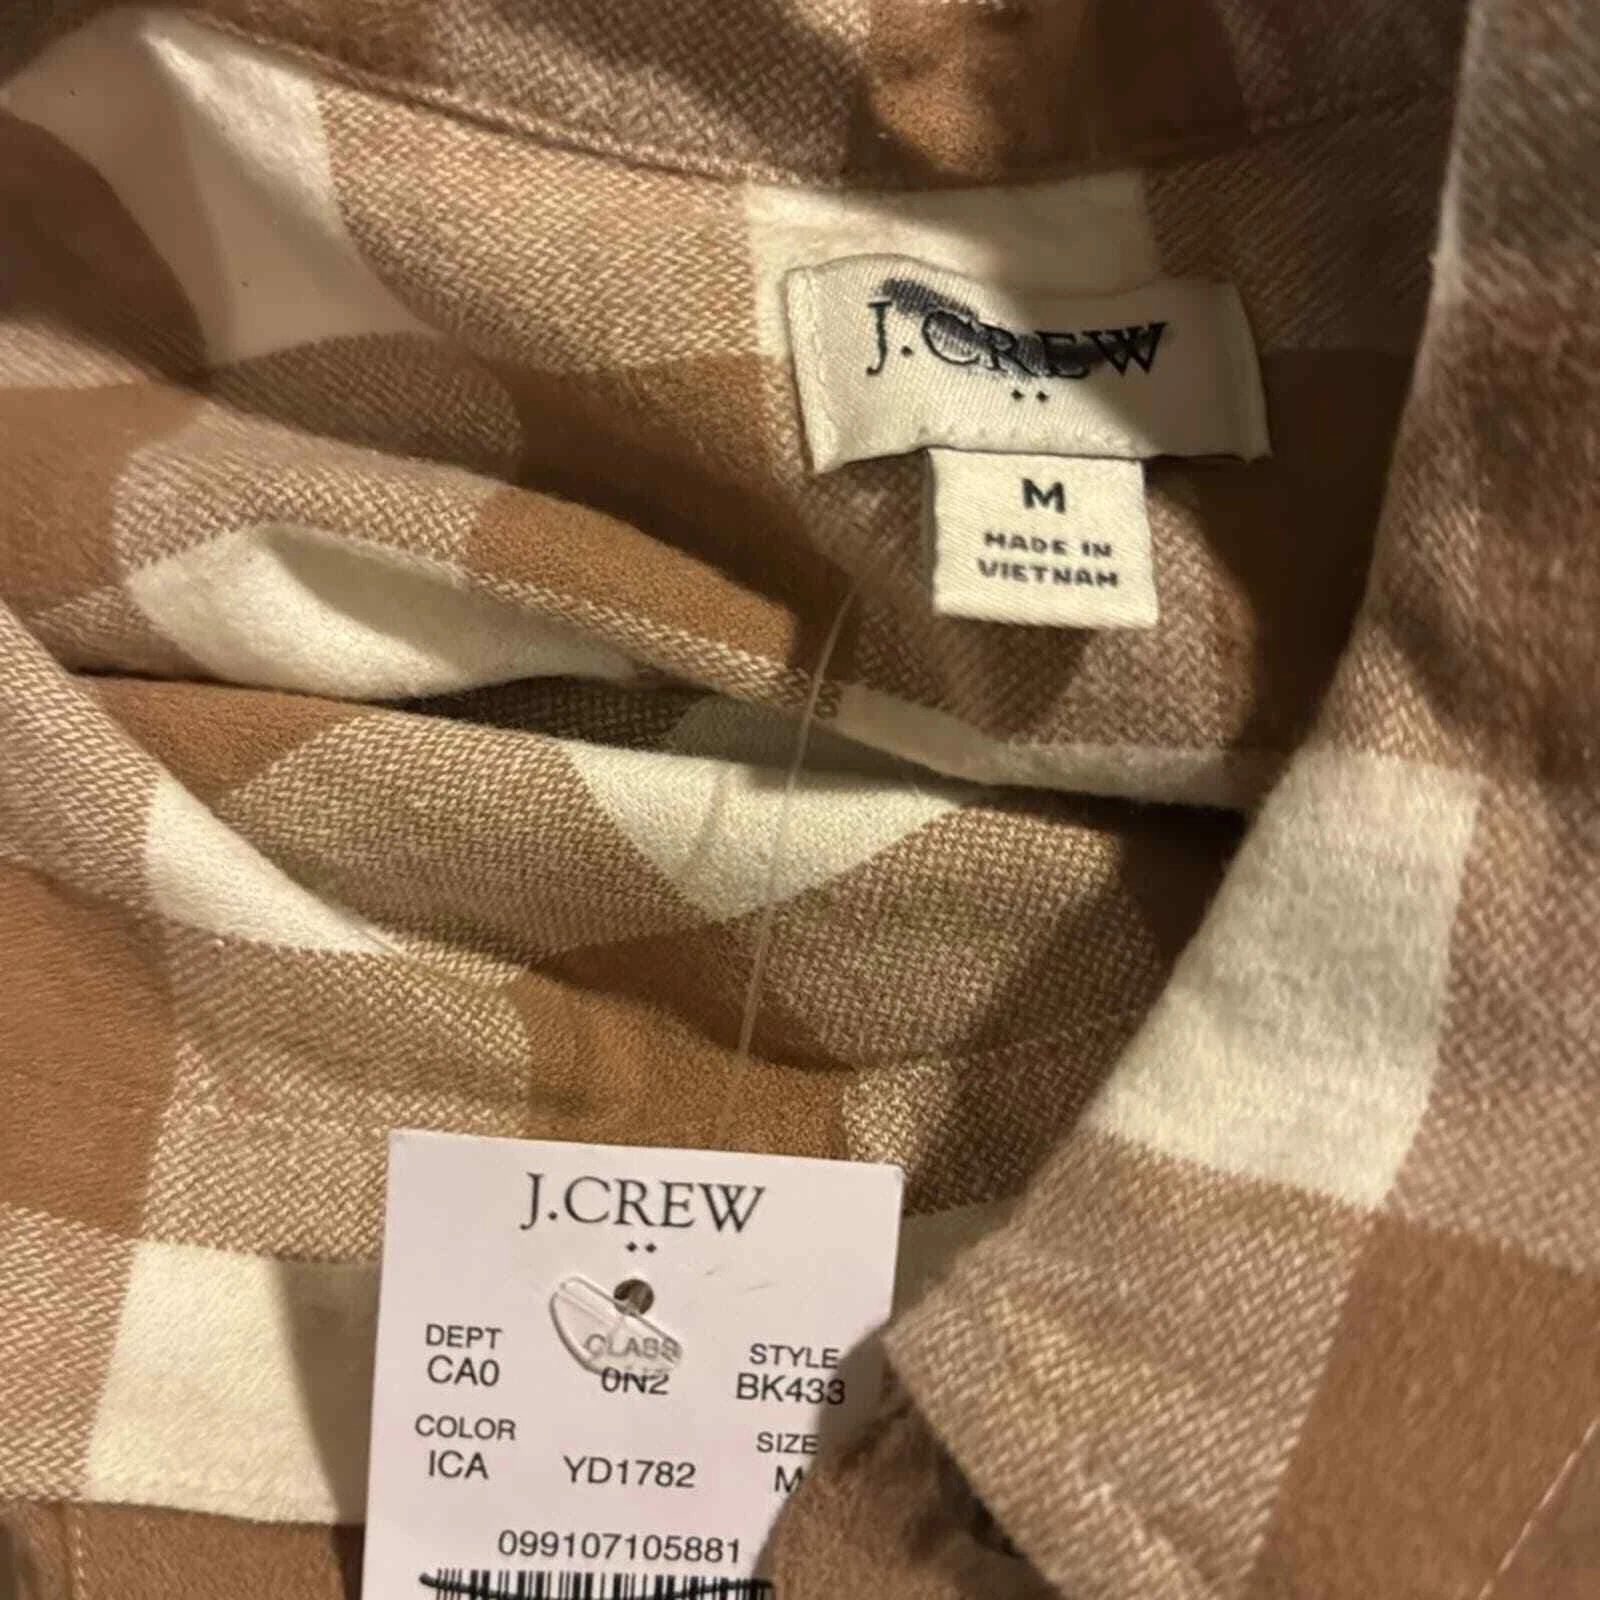 J.CREW
M
MADE IN
VIETNAM
J.CREW
DEPT CLASS STYLE
CA0 0N2 BK433
COLOR SIZE
ICA YD1782 M
099107105881